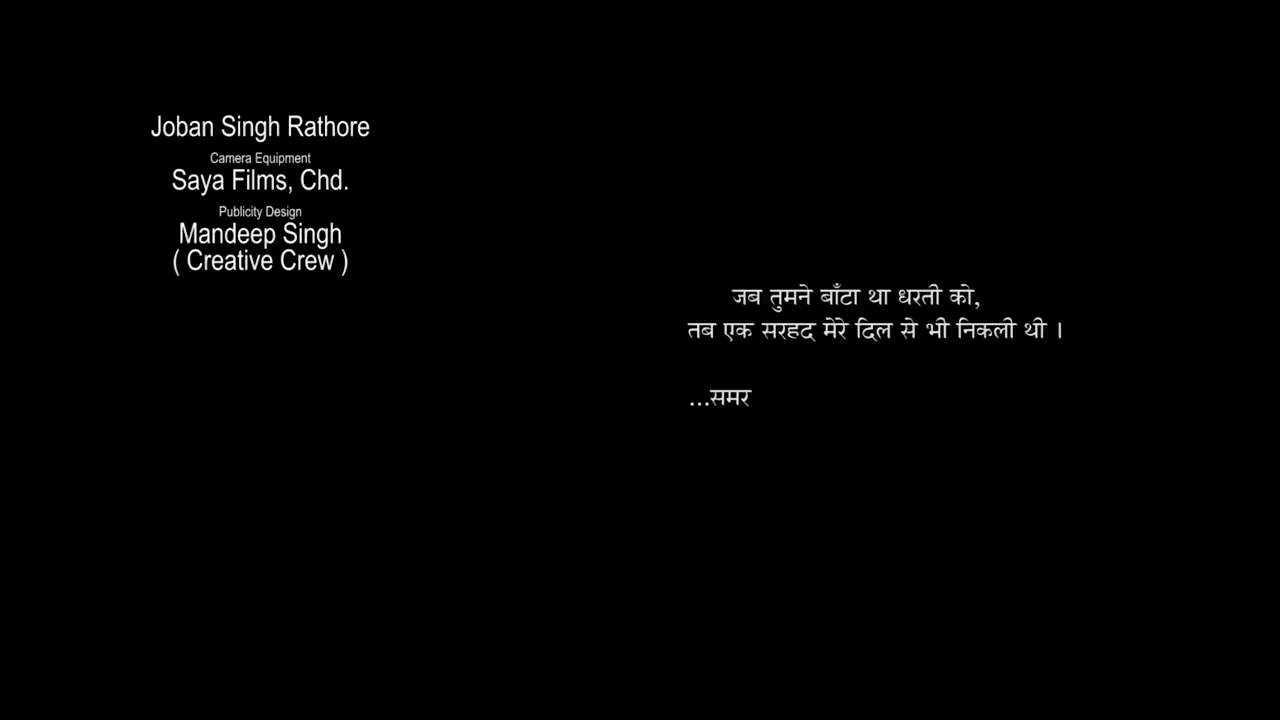 Joban Singh Rathore
Camera Equipment
Saya Films, Chd.
Publicity Design
Mandeep Singh
( Creative Crew )
जब तुमने बाँटा था धरती को,
तब एक सरहद मेरे दिल से भी निकली थी ।
...समर